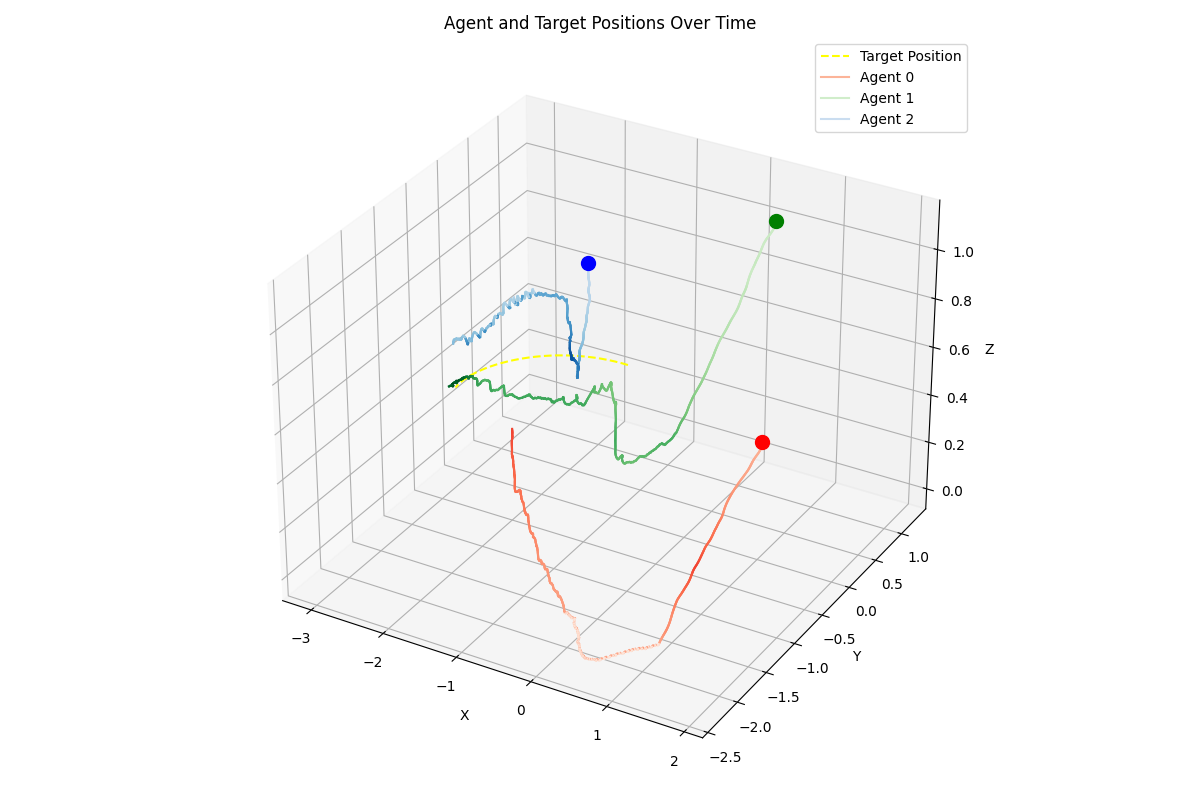 Agent and Target Positions Over Time
Target Position
Agent 0
Agent 1
Agent 2
1.0
0.8
Z
0.6
0.4
0.2
0.0
1.0
0.5
0.0
−0.5
Y
−1.0
−1.5
−2.0
−2.5
−3
−2
−1
X
0
1
2